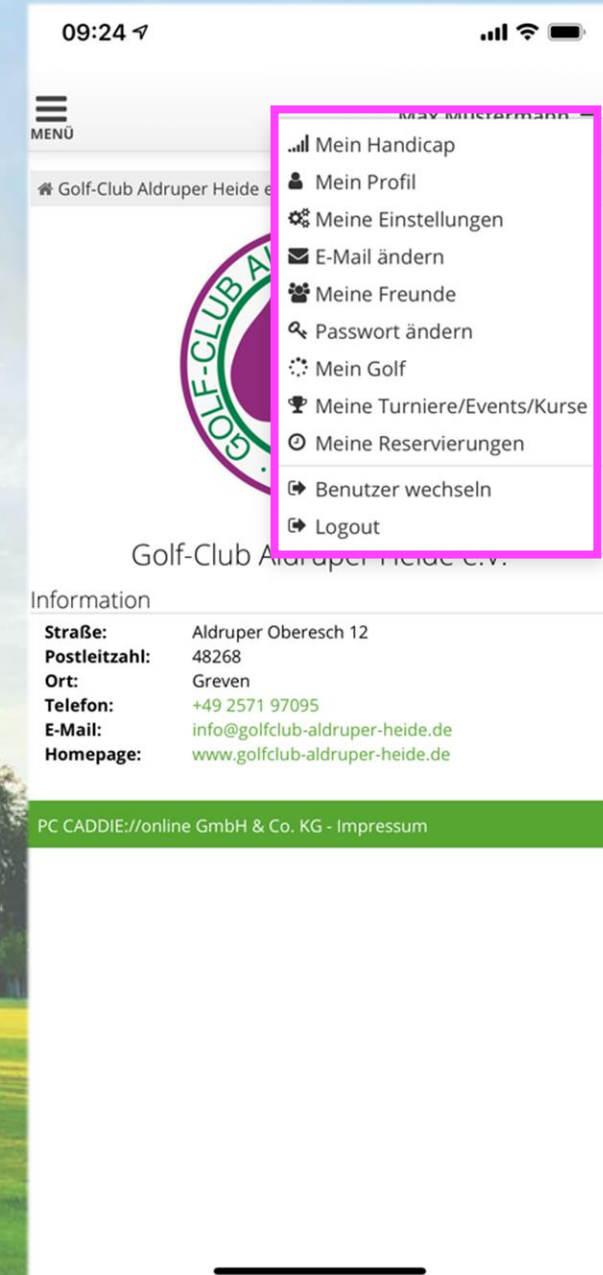 09:24
MENÜ
Max Mustermann
Mein Handicap
Mein Profil
Golf-Club Aldruper Heide e
Meine Einstellungen
E-Mail ändern
Meine Freunde
Passwort ändern
Mein Golf
Meine Turniere/Events/Kurse
Meine Reservierungen
Benutzer wechseln
Logout
GOLF-CLUB AL
Golf-Club Aldruper Heide e.V.
Information
Straße: Aldruper Oberesch 12
Postleitzahl: 48268
Ort: Greven
Telefon: +49 2571 97095
E-Mail: info@golfclub-aldruper-heide.de
Homepage: www.golfclub-aldruper-heide.de
PC CADDIE://online GmbH & Co. KG - Impressum